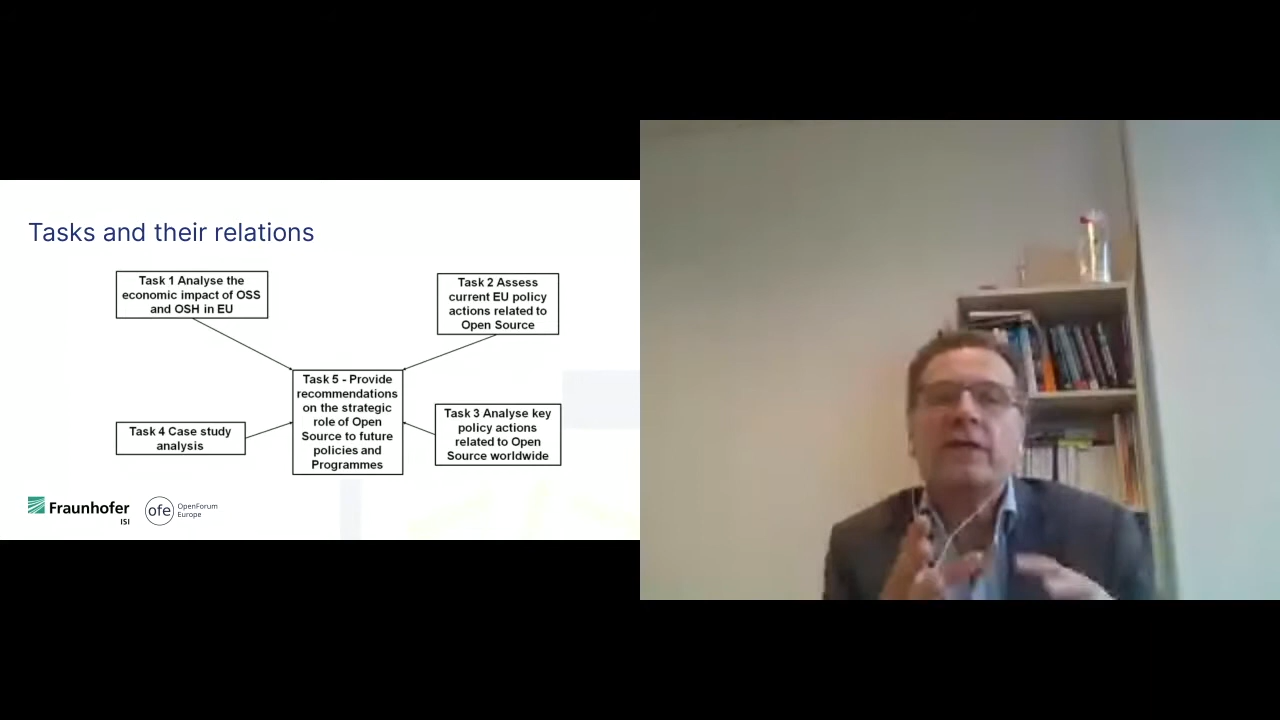 Tasks and their relations
Task 1 Analyse the
economic impact of OSS
and OSH in EU
Task 2 Assess
current EU policy
actions related to
Open Source
Task 5 - Provide
recommendations
on the strategic
role of Open
Source to future
policies and
Programmes
Task 4 Case study
analysis
Task 3 Analyse key
policy actions
related to Open
Source worldwide
Fraunhofer
ISI
ofe
OpenForum
Europe